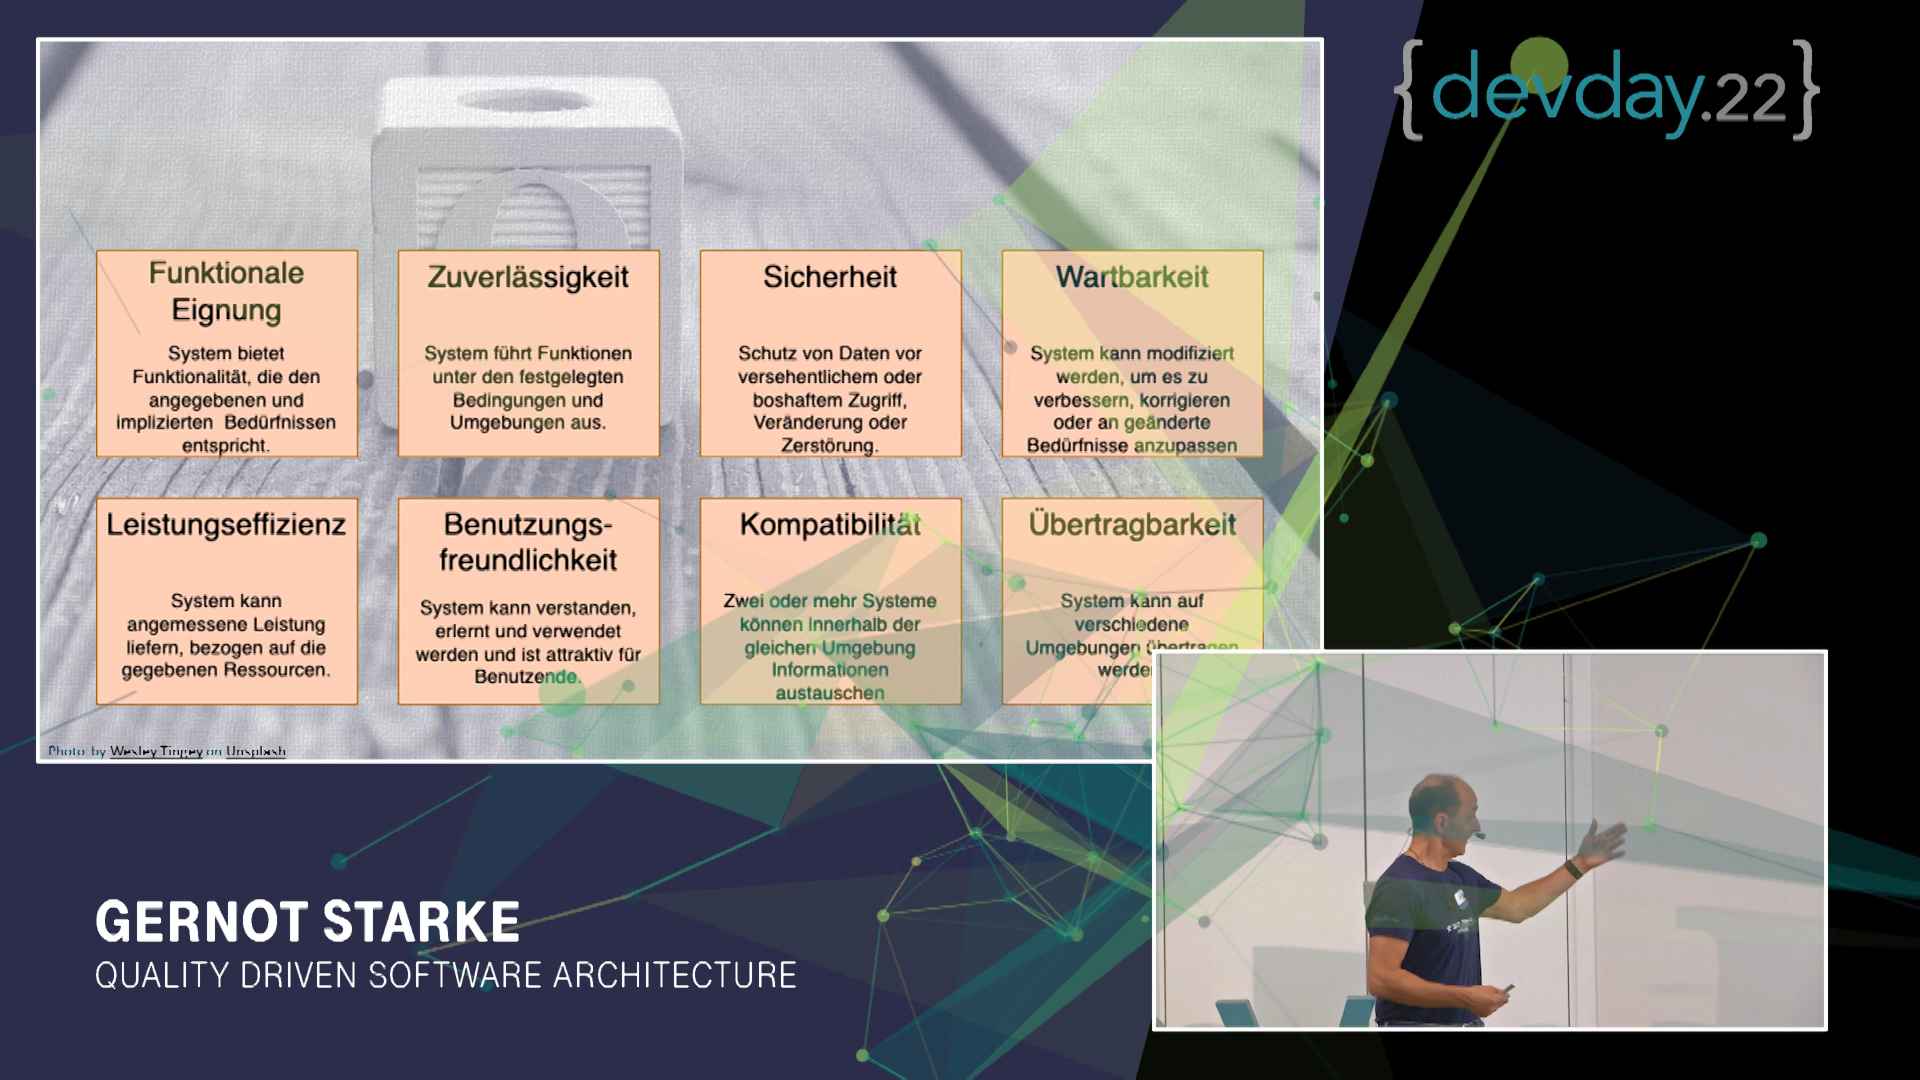 {devday.22}
Funktionale
Eignung
System bietet
Funktionalität, die den
angegebenen und
implizierten Bedürfnissen
entspricht.
Zuverlässigkeit
System führt Funktionen
unter den festgelegten
Bedingungen und
Umgebungen aus.
Sicherheit
Schutz von Daten vor
versehentlichem oder
boshaftem Zugriff,
Veränderung oder
Zerstörung.
Wartbarkeit
System kann modifiziert
werden, um es zu
verbessern, korrigieren
oder an geänderte
Bedürfnisse anzupassen
Leistungseffizienz
System kann
angemessene Leistung
liefern, bezogen auf die
gegebenen Ressourcen.
Benutzungs-
freundlichkeit
System kann verstanden,
erlernt und verwendet
werden und ist attraktiv für
Benutzende.
Kompatibilität
Zwei oder mehr Systeme
können innerhalb der
gleichen Umgebung
Informationen
austauschen
Übertragbarkeit
System kann auf
verschiedene
Umgebungen übertragen
Photo by Wesley Tingey on Unsplash
GERNOT STARKE
QUALITY DRIVEN SOFTWARE ARCHITECTURE